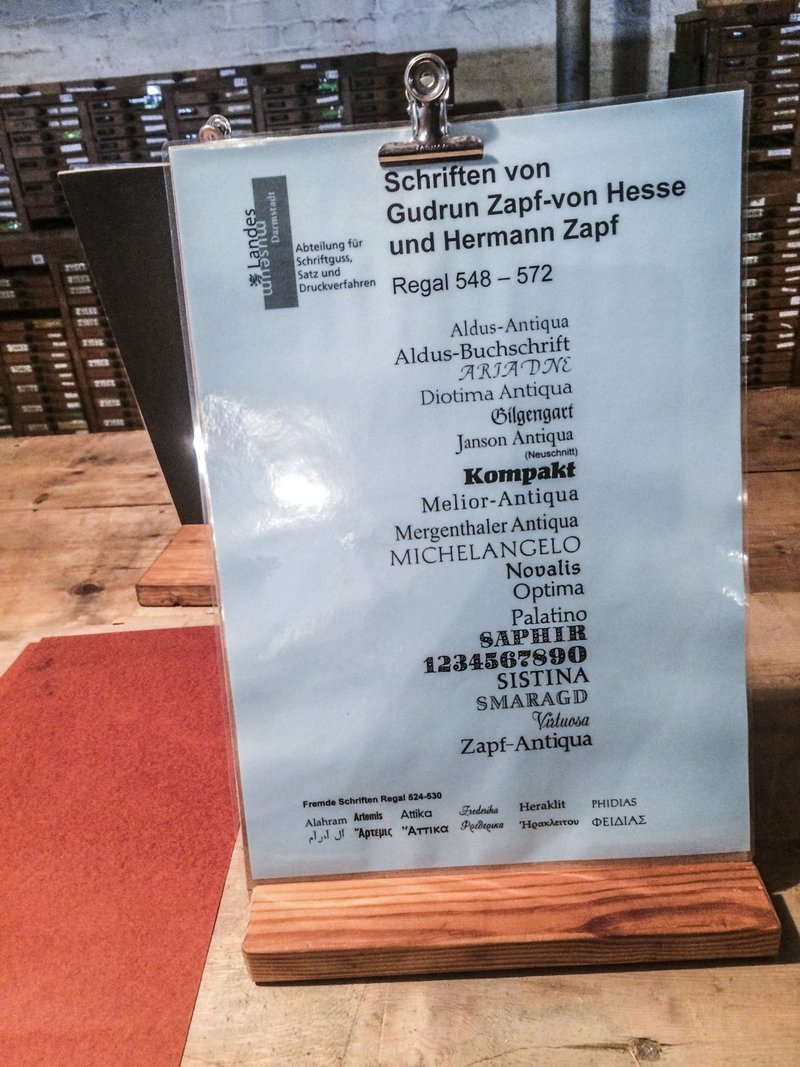 Landes
museum
Darmstadt
Abteilung für
Schriftguss,
Satz und
Druckverfahren
Schriften von
Gudrun Zapf-von Hesse
und Hermann Zapf
Regal 548 – 572
Aldus-Antiqua
Aldus-Buchschrift
ARIADNE
Diotima Antiqua
Gilgengart
Janson Antiqua
(Neuschnitt)
Kompakt
Melior-Antiqua
Mergenthaler Antiqua
MICHELANGELO
Novalis
Optima
Palatino
SAPHIR
1234567890
SISTINA
SMARAGD
Virtuosa
Zapf-Antiqua
Fremde Schriften Regal 524-530
Alahram Artemis Attika Frederika Heraklit PHIDIAS
Ἄρτεμις Ἄττικα Φρεδερικα Ἡρακλειτου ΦΕΙΔΙΑΣ